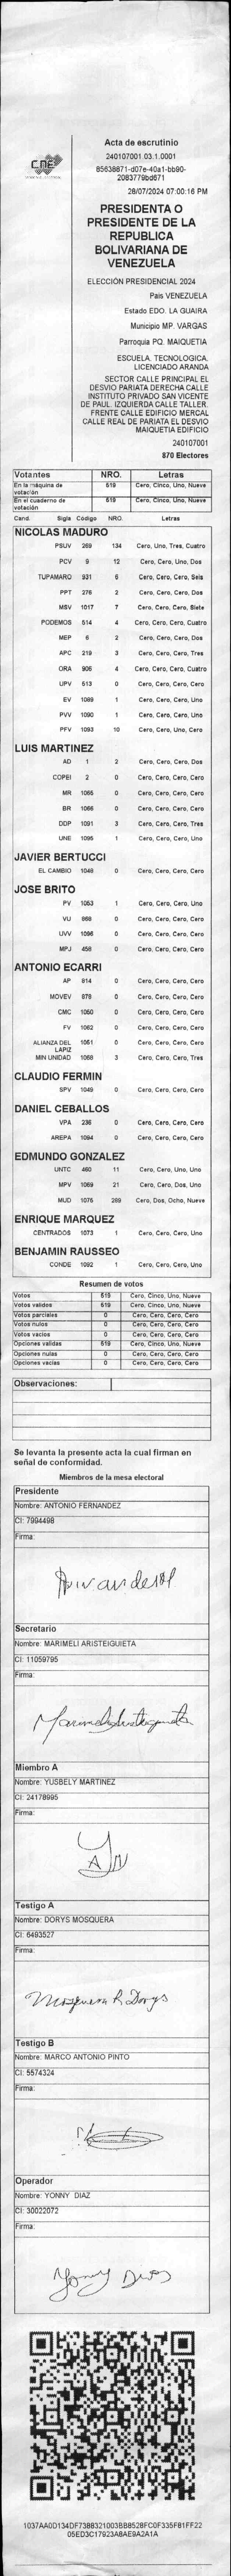 CNE
Acta de escrutinio
240107001.03.1.0001
28/07/2024 07:00:16 PM
PRESIDENTA O
PRESIDENTE DE LA
REPUBLICA
BOLIVARIANA DE
VENEZUELA
ELECCIÓN PRESIDENCIAL 2024
Pais VENEZUELA
Estado EDO. LA GUAIRA
Municipio MP. VARGAS
Parroquia PQ. MAIQUETIA
ESCUELA. TECNOLOGICA.
LICENCIADO ARANDA
SECTOR CALLE PRINCIPAL EL
DESVIO PARIATA DERECHA CALLE
INSTITUTO PRIVADO SAN VICENTE
DE PAUL. IZQUIERDA CALLE TALLER.
FRENTE CALLE EDIFICIO MERCAL
CALLE REAL DE PARIATA EL DESVIO
MAIQUETIA EDIFICIO
240107001
870 Electores
Votantes NRO. Letras
En la máquina de votación 519 Cero, Cinco, Uno, Nueve
En el cuaderno de votación 519 Cero, Cinco, Uno, Nueve
Cand. Sigla Código NRO. Letras
NICOLAS MADURO
PSUV 269 134 Cero, Uno, Tres, Cuatro
PCV 9 12 Cero, Cero, Uno, Dos
TUPAMARO 931 6 Cero, Cero, Cero, Seis
PPT 276 2 Cero, Cero, Cero, Dos
MSV 1017 7 Cero, Cero, Cero, Siete
PODEMOS 514 4 Cero, Cero, Cero, Cuatro
MEP 6 2 Cero, Cero, Cero, Dos
APC 219 3 Cero, Cero, Cero, Tres
ORA 906 4 Cero, Cero, Cero, Cuatro
UPV 513 0 Cero, Cero, Cero, Cero
EV 1089 1 Cero, Cero, Cero, Uno
PVV 1090 1 Cero, Cero, Cero, Uno
PFV 1093 10 Cero, Cero, Uno, Cero
LUIS MARTINEZ
AD 1 2 Cero, Cero, Cero, Dos
COPEI 2 0 Cero, Cero, Cero, Cero
MR 1065 0 Cero, Cero, Cero, Cero
BR 1066 0 Cero, Cero, Cero, Cero
DDP 1091 3 Cero, Cero, Cero, Tres
UNE 1095 1 Cero, Cero, Cero, Uno
JAVIER BERTUCCI
EL CAMBIO 1048 0 Cero, Cero, Cero, Cero
JOSE BRITO
PV 1053 1 Cero, Cero, Cero, Uno
VU 868 0 Cero, Cero, Cero, Cero
UVV 1096 0 Cero, Cero, Cero, Cero
MPJ 458 0 Cero, Cero, Cero, Cero
ANTONIO ECARRI
AP 914 0 Cero, Cero, Cero, Cero
MOVEV 878 0 Cero, Cero, Cero, Cero
CMC 1050 0 Cero, Cero, Cero, Cero
FV 1062 0 Cero, Cero, Cero, Cero
ALIANZA DEL LAPIZ 1051 0 Cero, Cero, Cero, Cero
MIN UNIDAD 1068 3 Cero, Cero, Cero, Tres
CLAUDIO FERMIN
SPV 1049 0 Cero, Cero, Cero, Cero
DANIEL CEBALLOS
VPA 236 0 Cero, Cero, Cero, Cero
AREPA 1094 0 Cero, Cero, Cero, Cero
EDMUNDO GONZALEZ
UNTC 460 11 Cero, Cero, Uno, Uno
MPV 1069 21 Cero, Cero, Dos, Uno
MUD 1075 289 Cero, Dos, Ocho, Nueve
ENRIQUE MARQUEZ
CENTRADOS 1073 1 Cero, Cero, Cero, Uno
BENJAMIN RAUSSEO
CONDE 1092 1 Cero, Cero, Cero, Uno
Resumen de votos
Votos 519 Cero, Cinco, Uno, Nueve
Votos validos 519 Cero, Cinco, Uno, Nueve
Votos parciales 0 Cero, Cero, Cero, Cero
Votos nulos 0 Cero, Cero, Cero, Cero
Votos vacios 0 Cero, Cero, Cero, Cero
Opciones validas 519 Cero, Cinco, Uno, Nueve
Opciones nulas 0 Cero, Cero, Cero, Cero
Opciones vacias 0 Cero, Cero, Cero, Cero
Observaciones:
Se levanta la presente acta la cual firman en
señal de conformidad.
Miembros de la mesa electoral
Presidente
Nombre: ANTONIO FERNANDEZ
CI: 7994498
Firma:
Secretario
Nombre: MARIMELI ARISTEIGUIETA
CI: 11059795
Firma:
Miembro A
Nombre: YUSBELY MARTINEZ
CI: 24178995
Firma:
Testigo A
Nombre: DORYS MOSQUERA
CI: 6493527
Firma:
Mosquera R Dorys
Testigo B
Nombre: MARCO ANTONIO PINTO
CI: 5574324
Firma:
Operador
Nombre: YONNY DIAZ
CI: 30022072
Firma:
Yonny Dias
1037AA0D134DF7388321003BB8528FC0F335F81FF22
05ED3C17923A8AE9A2A1A